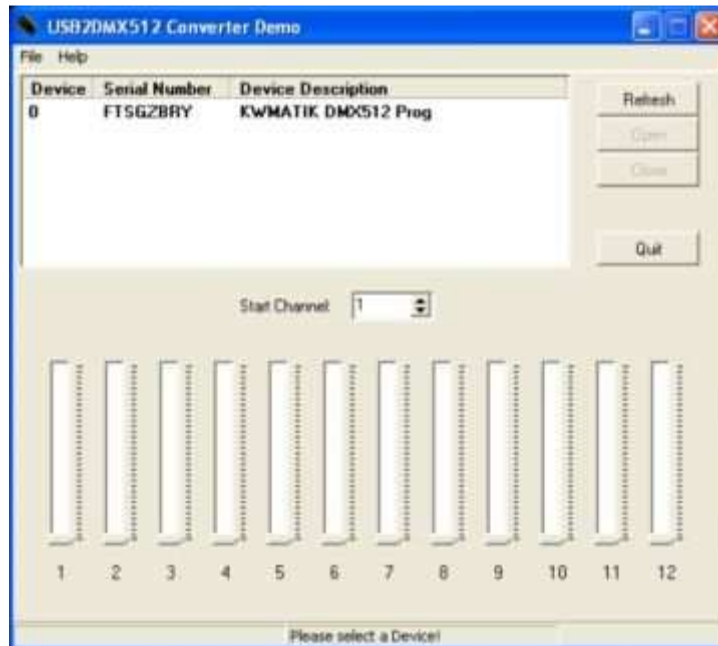 USB2DMX512 Converter Demo
File Help
Device Serial Number Device Description
0 FTSGZBRY KWMATIK DMX512 Prog
Refresh
Open
Close
Quit
Start Channel: 1
1 2 3 4 5 6 7 8 9 10 11 12
Please select a Device!